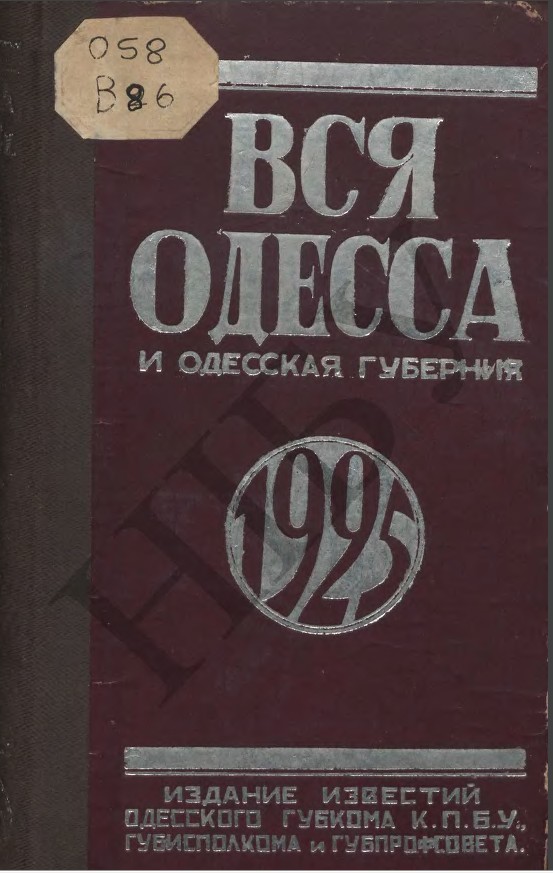 058
В86
ВСЯ
ОДЕССА
И ОДЕССКАЯ ГУБЕРНИЯ
1925
ИЗДАНИЕ ИЗВЕСТИЙ
ОДЕССКОГО ГУБКОМА К.П.Б.У.,
ГУБИСПОЛКОМА и ГУБПРОФСОВЕТА.